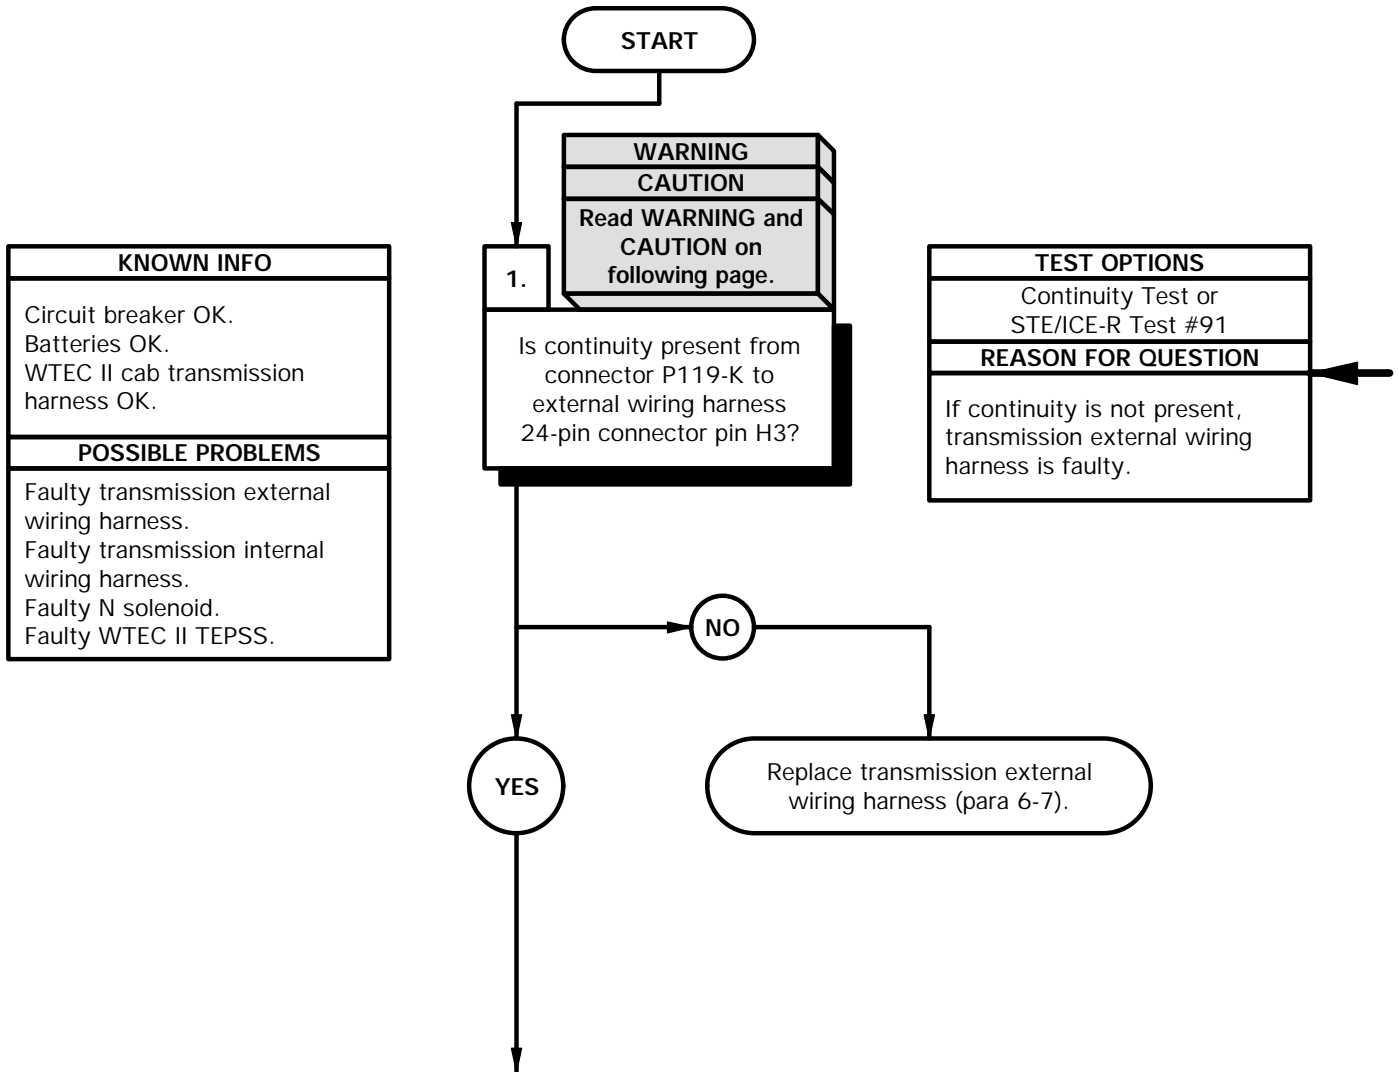 START
WARNING
CAUTION
Read WARNING and
CAUTION on
following page.
KNOWN INFO
Circuit breaker OK.
Batteries OK.
WTEC II cab transmission
harness OK.
POSSIBLE PROBLEMS
Faulty transmission external
wiring harness.
Faulty transmission internal
wiring harness.
Faulty N solenoid.
Faulty WTEC II TEPSS.
1.
Is continuity present from
connector P119-K to
external wiring harness
24-pin connector pin H3?
TEST OPTIONS
Continuity Test or
STE/ICE-R Test #91
REASON FOR QUESTION
If continuity is not present,
transmission external wiring
harness is faulty.
NO
YES
Replace transmission external
wiring harness (para 6-7).